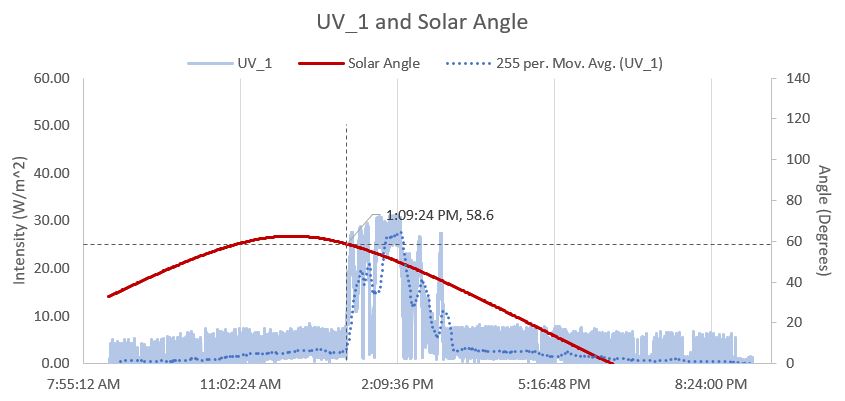 UV_1 and Solar Angle
UV_1 Solar Angle 255 per. Mov. Avg. (UV_1)
60.00
50.00
40.00
30.00
20.00
10.00
0.00
Intensity (W/m^2)
1:09:24 PM, 58.6
140
120
100
80
60
40
20
0
Angle (Degrees)
7:55:12 AM 11:02:24 AM 2:09:36 PM 5:16:48 PM 8:24:00 PM